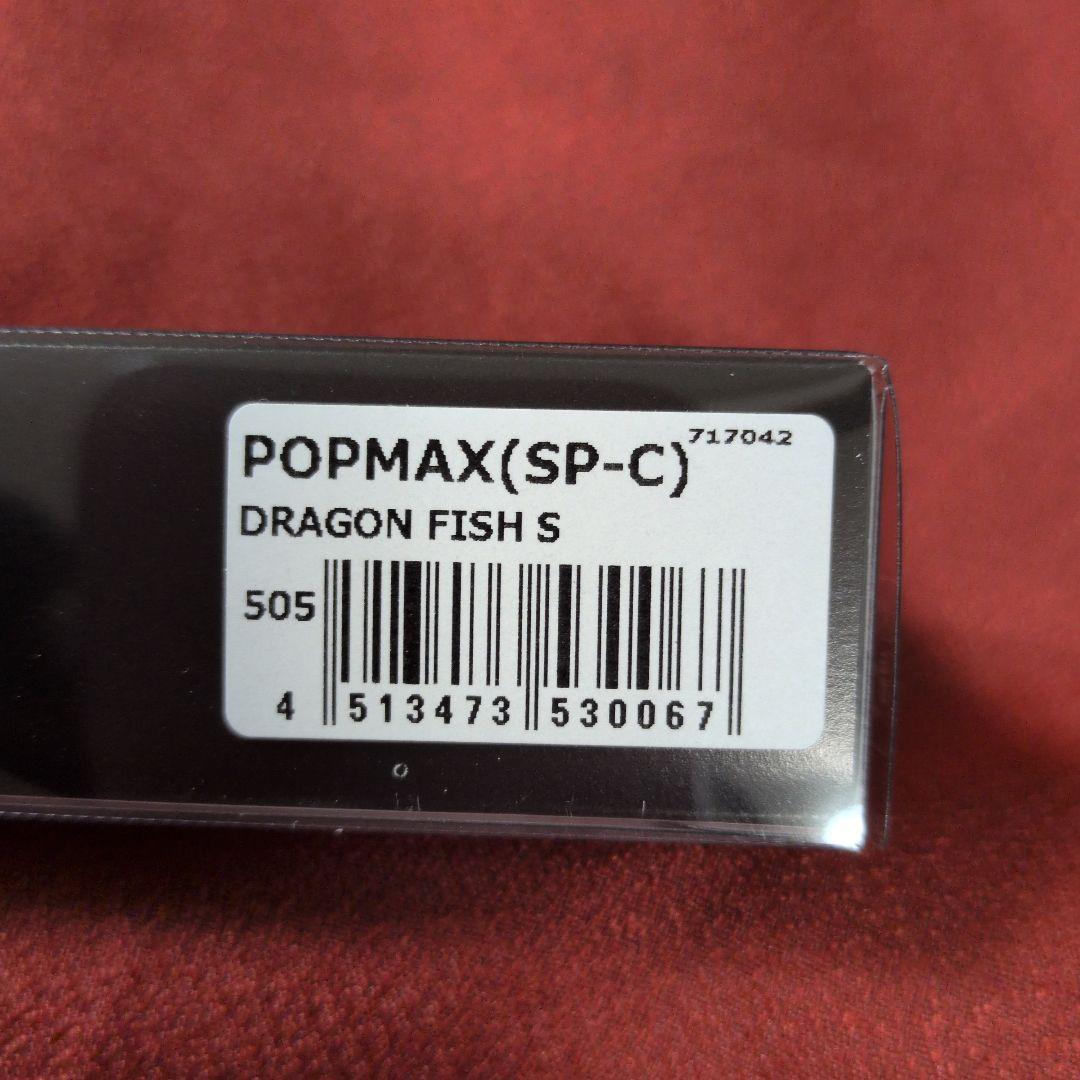 POPMAX(SP-C) 717042
DRAGON FISH S
505
4 513473 530067